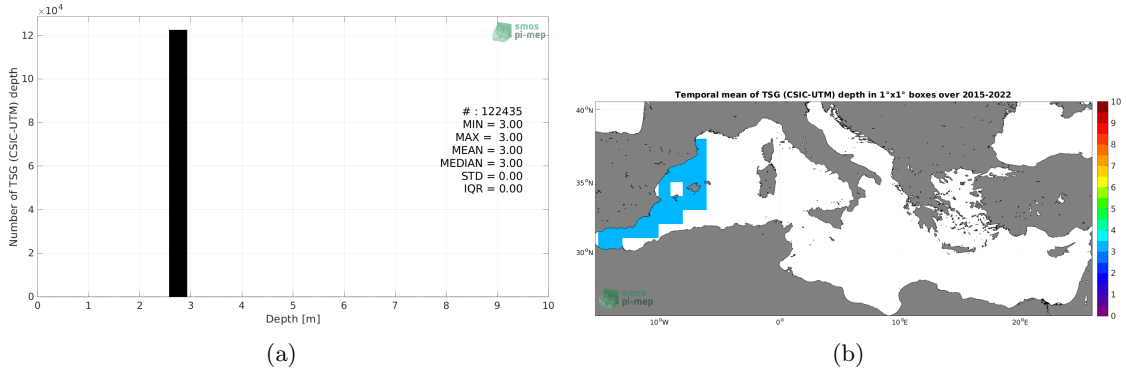 ×10⁴
12
10
8
6
4
2
0
Number of TSG (CSIC-UTM) depth
smos
pi-mep
# : 122435
MIN = 3.00
MAX = 3.00
MEAN = 3.00
MEDIAN = 3.00
STD = 0.00
IQR = 0.00
0 1 2 3 4 5 6 7 8 9 10
Depth [m]
(a)
Temporal mean of TSG (CSIC-UTM) depth in 1°x1° boxes over 2015-2022
40°N
35°N
30°N
smos
pi-mep
10°W 0° 10°E 20°E
10
9
8
7
6
5
4
3
2
1
0
(b)